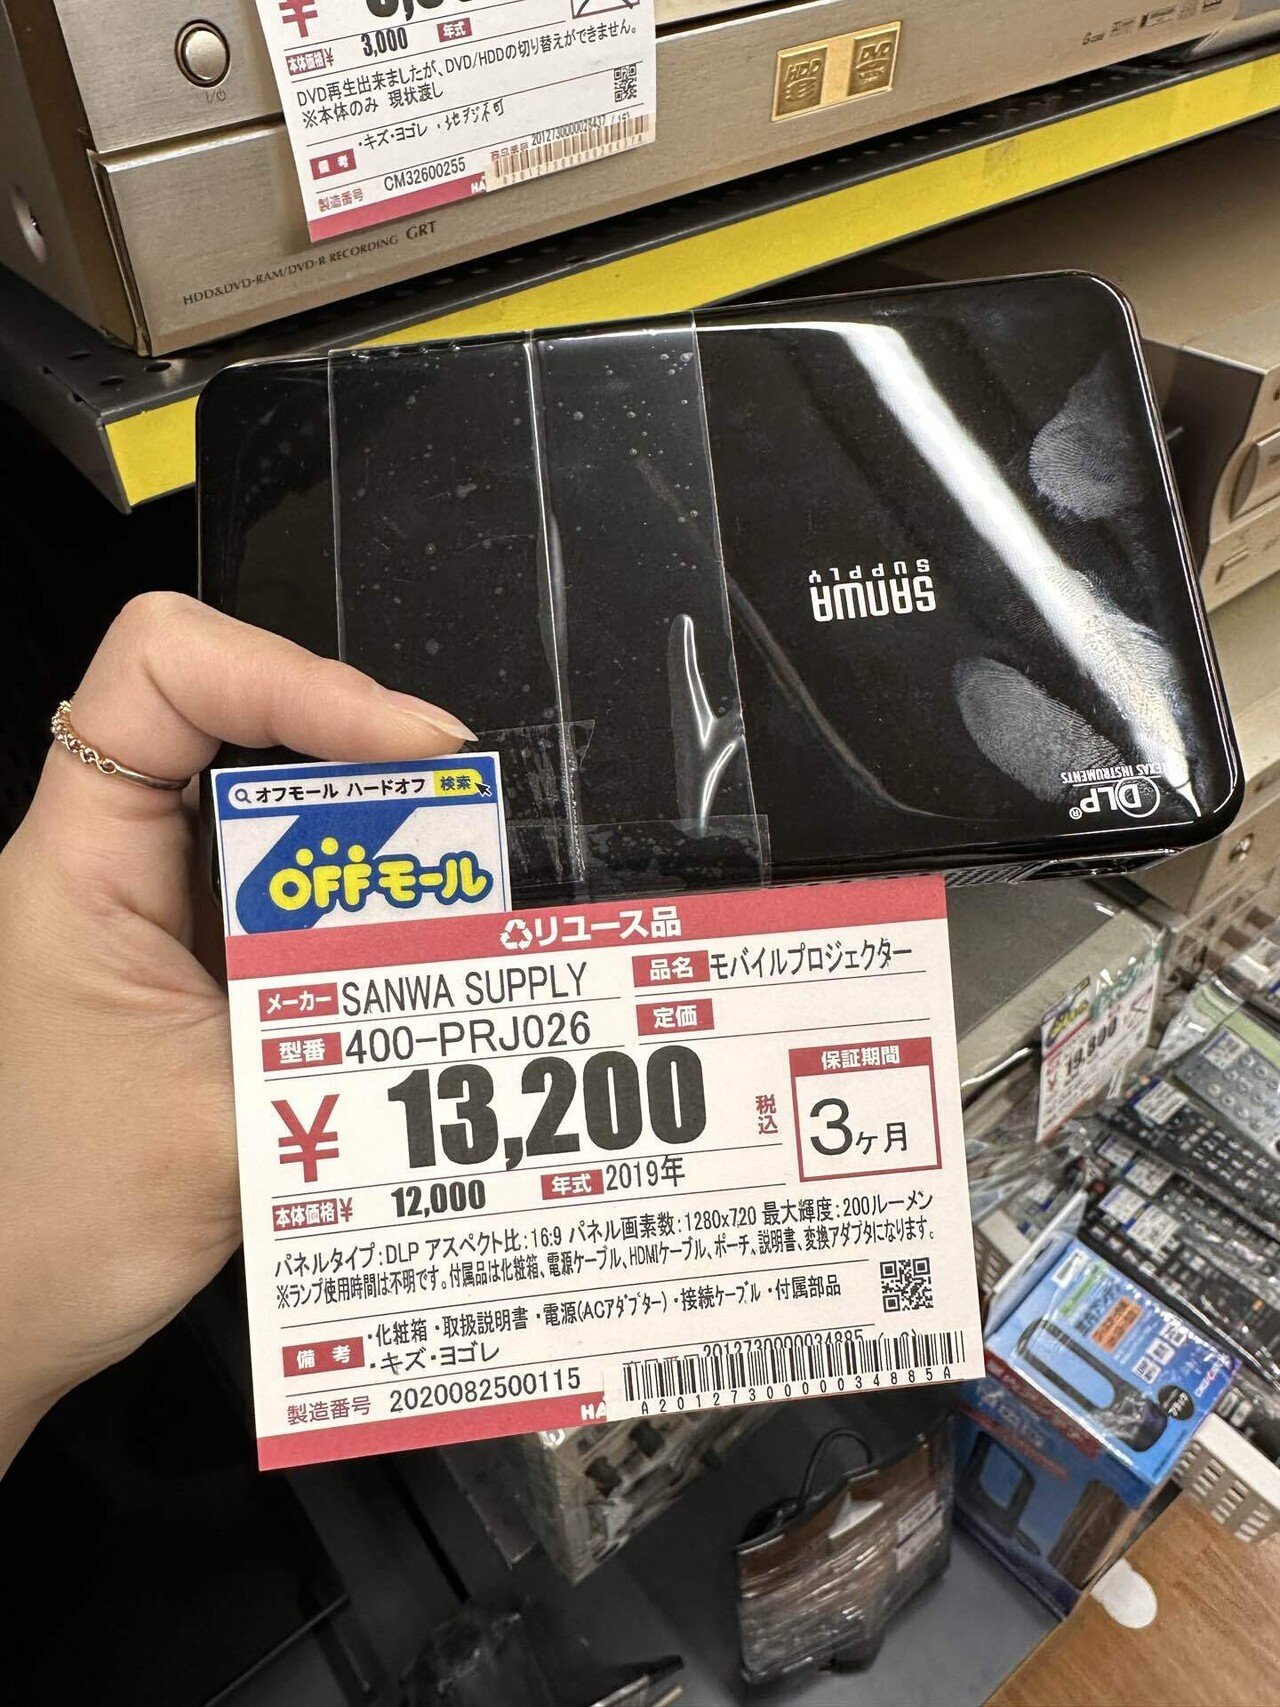 ¥
本体価格¥ 3,000 年式
DVD再生出来ましたが、DVD/HDDの切り替えができません。
※本体のみ 現状渡し
備考 ・キズ・ヨゴレ ・地デジ不可
製造番号 CM32600255
HDD&DVD-RAM/DVD-R RECORDING GRT
HDD
DVD
SANWA
SUPPLY
DLP®
TEXAS INSTRUMENTS
オフモール ハードオフ 検索
OFFモール
リユース品
メーカー SANWA SUPPLY 品名 モバイルプロジェクター
型番 400-PRJ026 定価
¥ 13,200 税込
保証期間
3ヶ月
本体価格¥ 12,000 年式 2019年
パネルタイプ:DLP アスペクト比:16:9 パネル画素数:1280x720 最大輝度:200ルーメン
※ランプ使用時間は不明です。付属品は化粧箱、電源ケーブル、HDMIケーブル、ポーチ、説明書、変換アダプタになります。
備考 ・化粧箱 ・取扱説明書 ・電源(ACアダプター) ・接続ケーブル ・付属部品
・キズ・ヨゴレ
製造番号 2020082500115
A2012730000034885A
HA
19,800